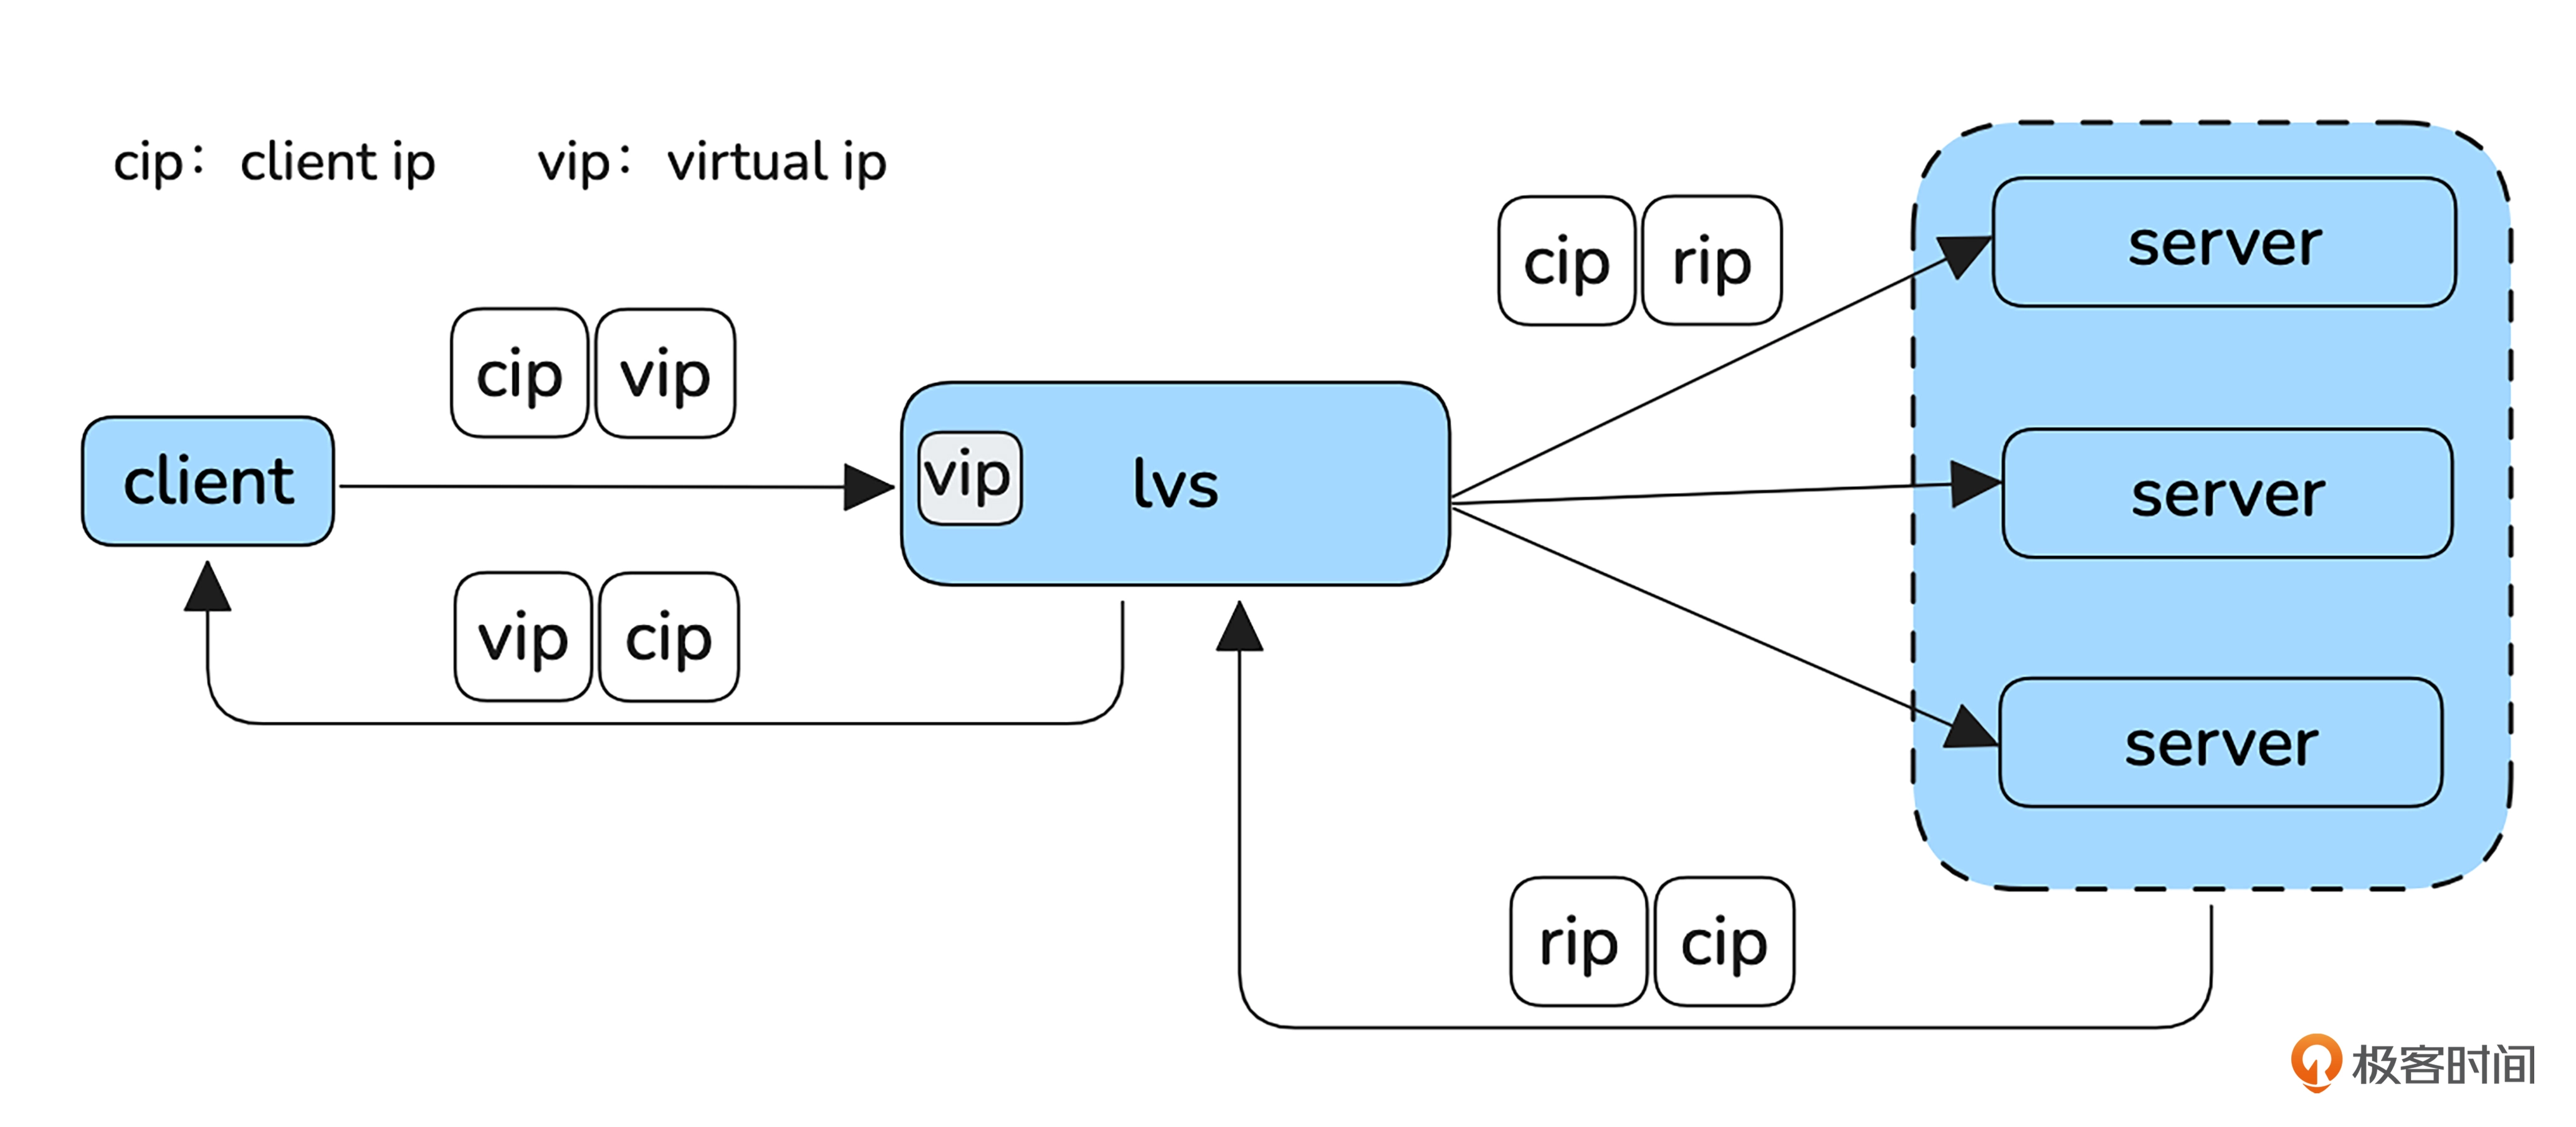 cip：client ip　　vip：virtual ip
cip rip
server
cip vip
client
vip lvs
server
vip cip
server
rip cip
极客时间